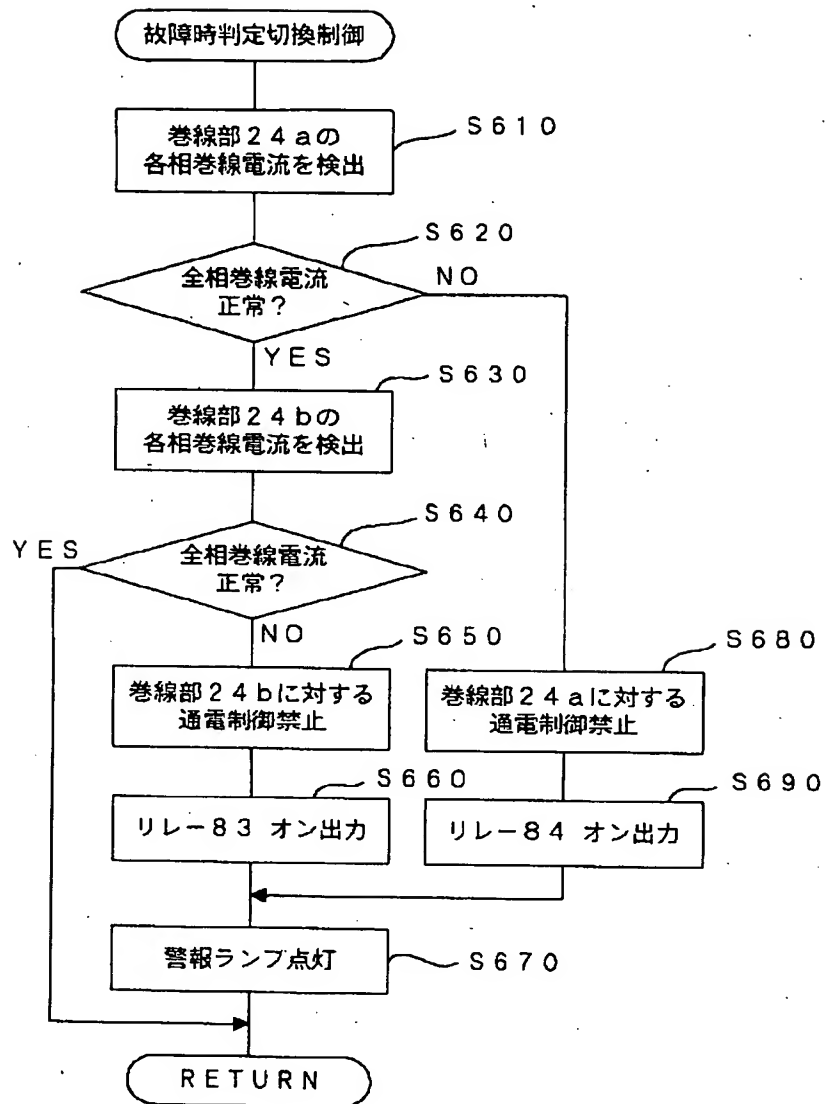 故障時判定切換制御
巻線部24aの
各相巻線電流を検出
S610
全相巻線電流
正常?
S620
NO
YES
巻線部24bの
各相巻線電流を検出
S630
全相巻線電流
正常?
S640
YES
NO
巻線部24bに対する
通電制御禁止
S650
巻線部24aに対する
通電制御禁止
S680
リレー83 オン出力
S660
リレー84 オン出力
S690
警報ランプ点灯
S670
RETURN